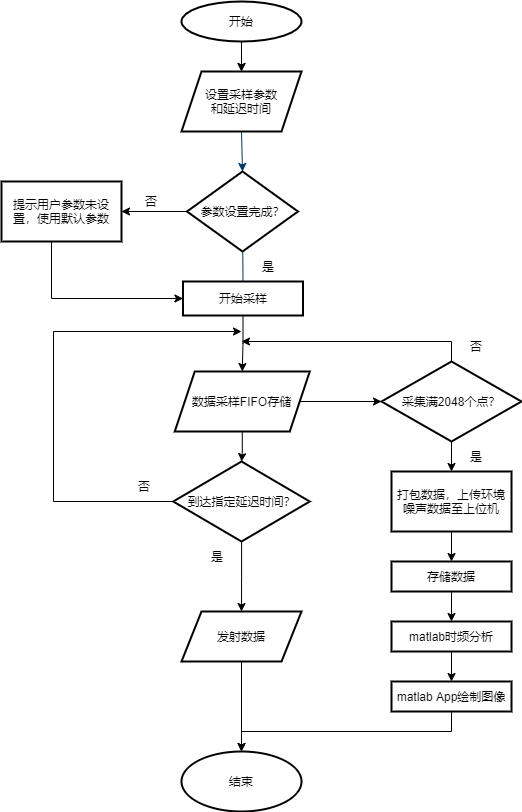 开始
设置采样参数
和延迟时间
参数设置完成?
否
提示用户参数未设
置，使用默认参数
是
开始采样
数据采样FIFO存储
否
采集满2048个点?
是
打包数据，上传环境
噪声数据至上位机
存储数据
matlab时频分析
matlab App绘制图像
否
到达指定延迟时间?
是
发射数据
结束